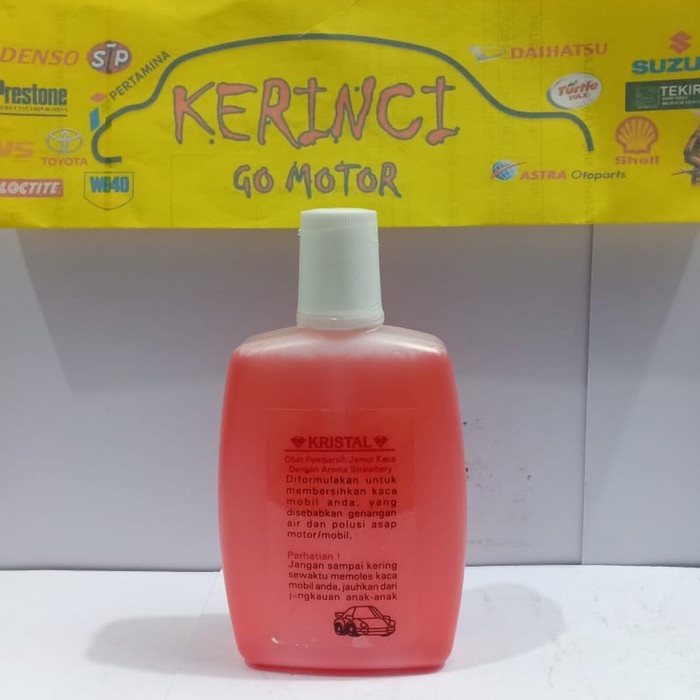 DENSO
STP
Prestone
PERTAMINA
TOYOTA
LOCTITE
WD40
KERINCI
GO MOTOR
DAIHATSU
SUZU
Turtle
WAX
TEKIR
Shell
ASTRA Otoparts
KRISTAL
Obat Pembersih Jamur Kaca
Dengan Aroma Strawbery
Diformulakan untuk
membersihkan kaca
mobil anda, yang
disebabkan genangan
air dan polusi asap
motor/mobil.
Perhatian !
Jangan sampai kering
sewaktu memoles kaca
mobil anda, jauhkan dari
jangkauan anak-anak